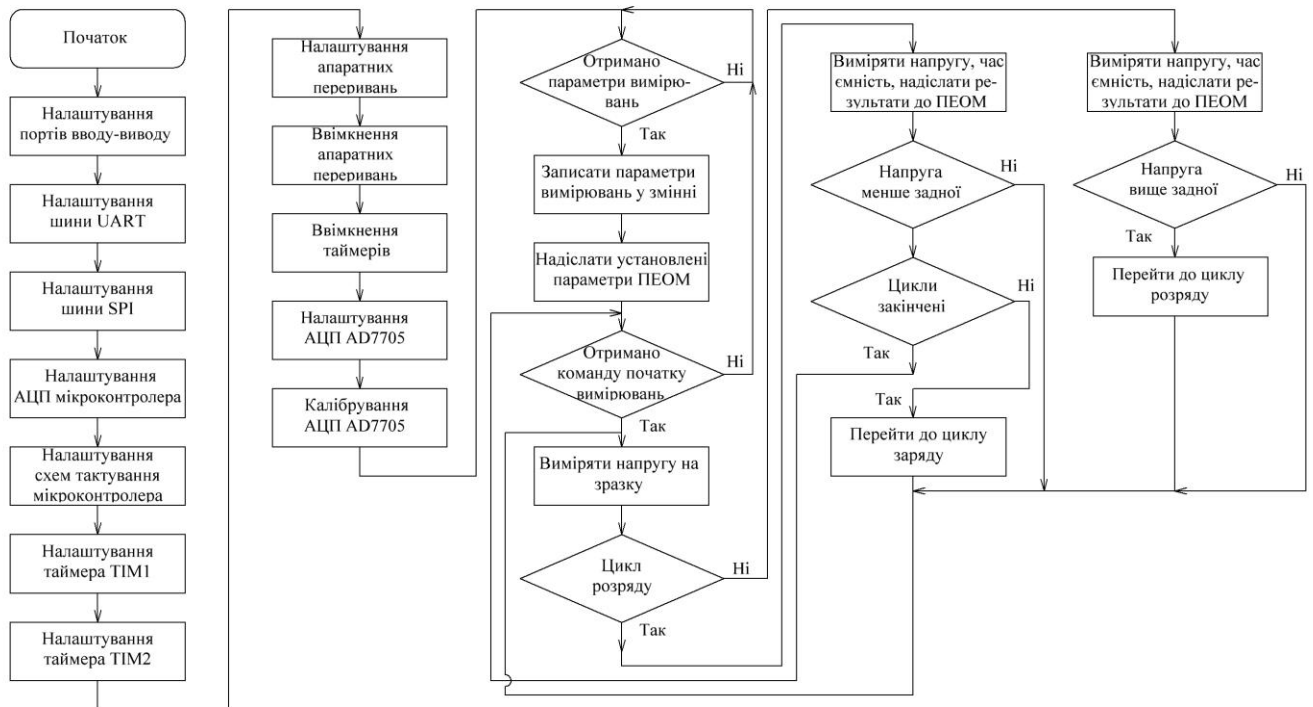 Початок
Налаштування
портів вводу-виводу
Налаштування
шини UART
Налаштування
шини SPI
Налаштування
АЦП мікроконтролера
Налаштування
схем тактування
мікроконтролера
Налаштування
таймера TIM1
Налаштування
таймера TIM2
Налаштування
апаратних
переривань
Ввімкнення
апаратних
переривань
Ввімкнення
таймерів
Налаштування
АЦП AD7705
Калібрування
АЦП AD7705
Отримано
параметри вимірю-
вань
Ні
Так
Записати параметри
вимірювань у змінні
Надіслати установлені
параметри ПЕОМ
Отримано
команду початку
вимірювань
Ні
Так
Виміряти напругу на
зразку
Цикл
розряду
Ні
Так
Виміряти напругу, час
ємність, надіслати ре-
зультати до ПЕОМ
Напруга
менше задної
Ні
Так
Цикли
закінчені
Ні
Так
Так
Перейти до циклу
заряду
Виміряти напругу, час
ємність, надіслати ре-
зультати до ПЕОМ
Напруга
вище задної
Ні
Так
Перейти до циклу
розряду